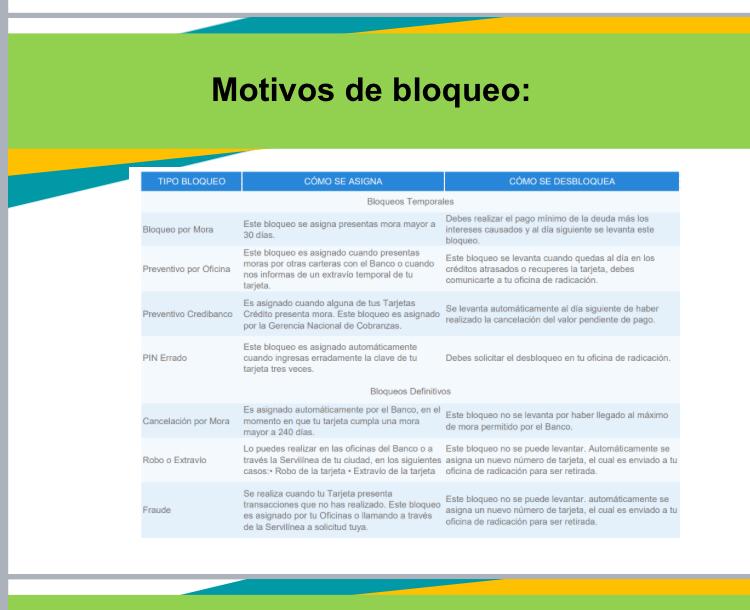 Motivos de bloqueo:
TIPO BLOQUEO
CÓMO SE ASIGNA
CÓMO SE DESBLOQUEA
Bloqueos Temporales
Bloqueo por Mora
Este bloqueo se asigna presentas mora mayor a
30 días.
Debes realizar el pago mínimo de la deuda más los
intereses causados y al día siguiente se levanta este
bloqueo.
Preventivo por Oficina
Este bloqueo es asignado cuando presentas
moras por otras carteras con el Banco o cuando
nos informas de un extravío temporal de tu
tarjeta.
Este bloqueo se levanta cuando quedas al día en los
créditos atrasados o recuperes la tarjeta, debes
comunicarte a tu oficina de radicación.
Preventivo Credibanco
Es asignado cuando alguna de tus Tarjetas
Crédito presenta mora. Este bloqueo es asignado
por la Gerencia Nacional de Cobranzas.
Se levanta automáticamente al día siguiente de haber
realizado la cancelación del valor pendiente de pago.
PIN Errado
Este bloqueo es asignado automáticamente
cuando ingresas erradamente la clave de tu
tarjeta tres veces.
Debes solicitar el desbloqueo en tu oficina de radicación.
Bloqueos Definitivos
Cancelación por Mora
Es asignado automáticamente por el Banco, en el
momento en que tu tarjeta cumpla una mora
mayor a 240 días.
Este bloqueo no se levanta por haber llegado al máximo
de mora permitido por el Banco.
Robo o Extravío
Lo puedes realizar en las oficinas del Banco o a
través la Servilínea de tu ciudad, en los siguientes
casos:• Robo de la tarjeta • Extravío de la tarjeta
Este bloqueo no se puede levantar. Automáticamente se
asigna un nuevo número de tarjeta, el cual es enviado a tu
oficina de radicación para ser retirada.
Fraude
Se realiza cuando tu Tarjeta presenta
transacciones que no has realizado. Este bloqueo
es asignado por tu Oficinas o llamando a través
de la Servilínea a solicitud tuya.
Este bloqueo no se puede levantar. automáticamente se
asigna un nuevo número de tarjeta, el cual es enviado a tu
oficina de radicación para ser retirada.